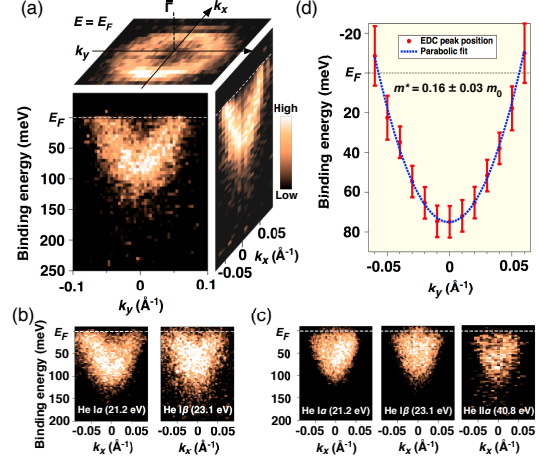 (a)
E = E_F
Γ̄
k_x
k_y
E_F
0
50
100
150
200
250
Binding energy (meV)
-0.1
0
0.1
k_y (Å⁻¹)
High
Low
-0.05
0
0.05
k_x (Å⁻¹)
(d)
EDC peak position
Parabolic fit
m* = 0.16 ± 0.03 m₀
-20
E_F
20
40
60
80
Binding energy (meV)
-0.05
0
0.05
k_y (Å⁻¹)
(b)
E_F
50
100
150
200
Binding energy (meV)
He Iα (21.2 eV)
He Iβ (23.1 eV)
-0.05 0 0.05
-0.05 0 0.05
k_x (Å⁻¹)
k_x (Å⁻¹)
(c)
E_F
50
100
150
200
He Iα (21.2 eV)
He Iβ (23.1 eV)
He IIα (40.8 eV)
-0.05 0 0.05
-0.05 0 0.05
-0.05 0 0.05
k_x (Å⁻¹)
k_x (Å⁻¹)
k_x (Å⁻¹)